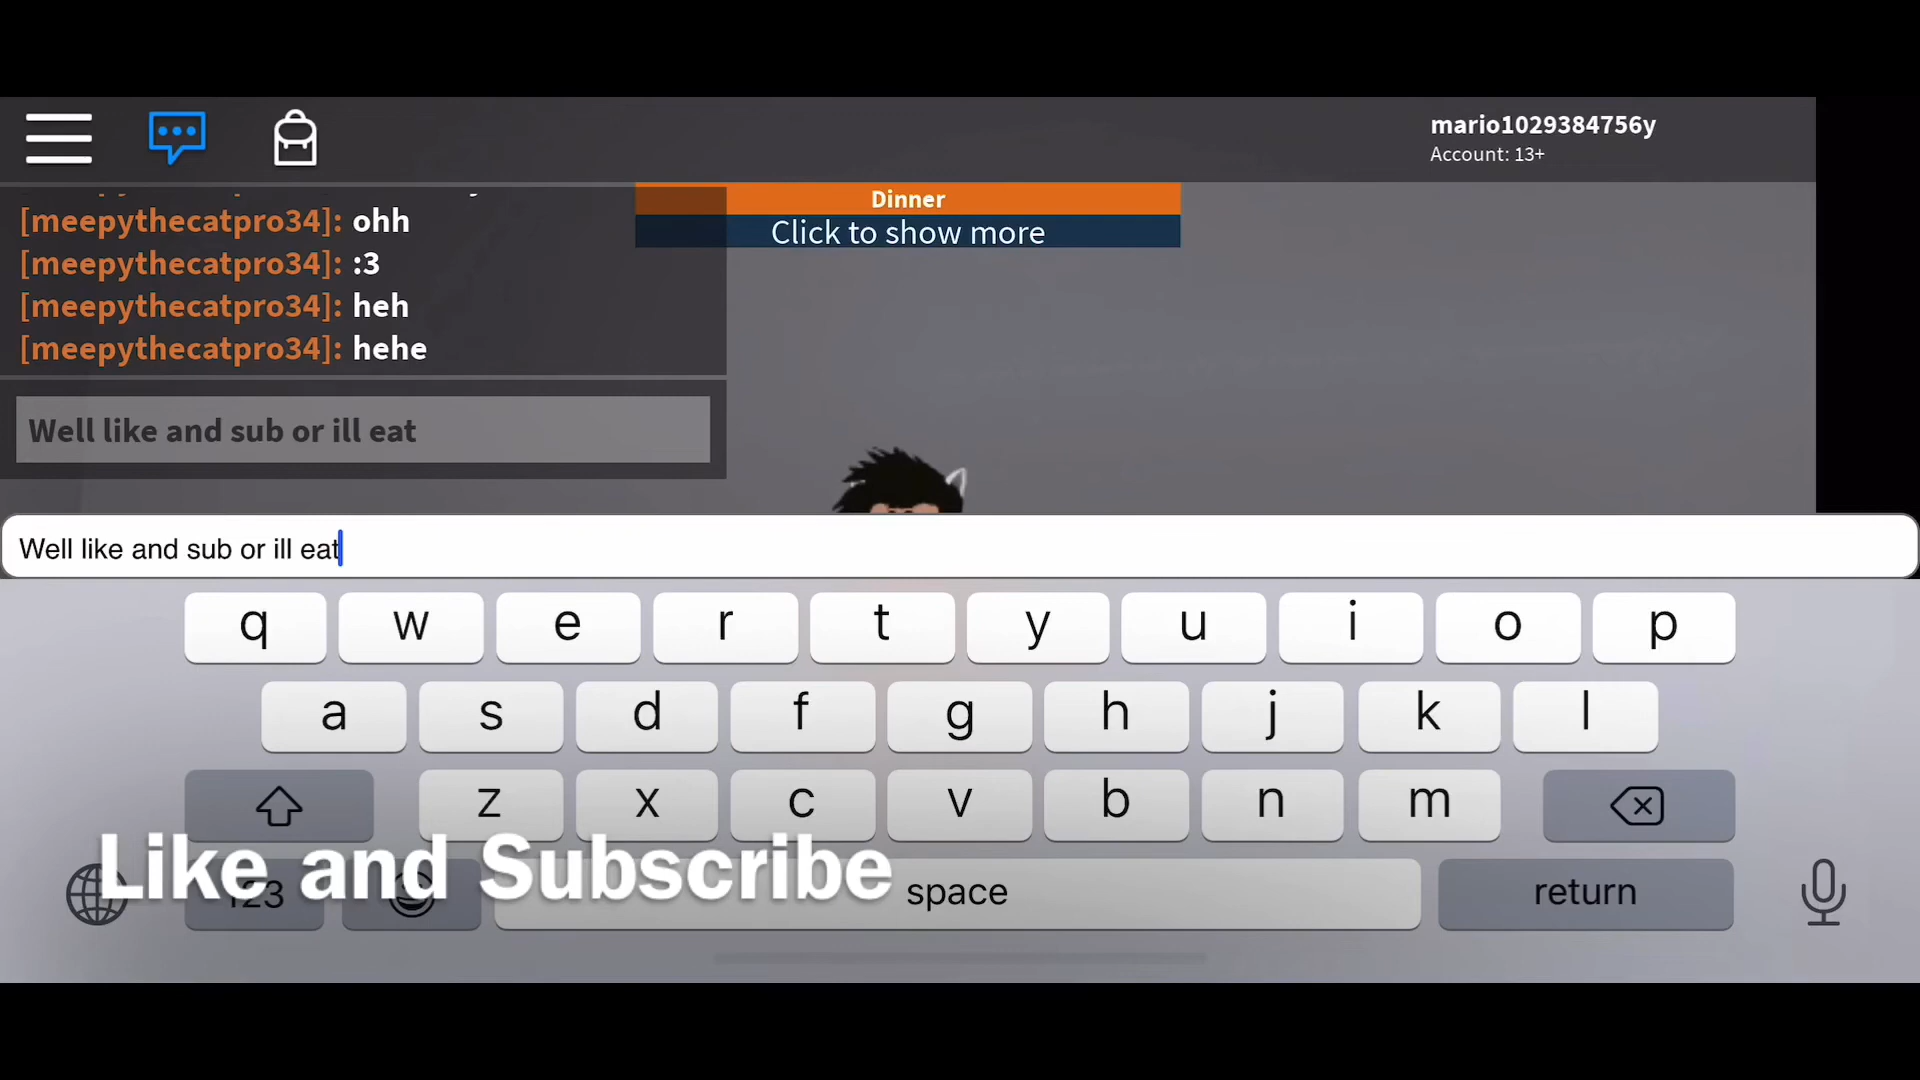 mario1029384756y
Account: 13+
Dinner
Click to show more
[meepythecatpro34]: ohh
[meepythecatpro34]: :3
[meepythecatpro34]: heh
[meepythecatpro34]: hehe
Well like and sub or ill eat
Well like and sub or ill eat
q w e r t y u i o p
a s d f g h j k l
z x c v b n m
Like and Subscribe
123 space return